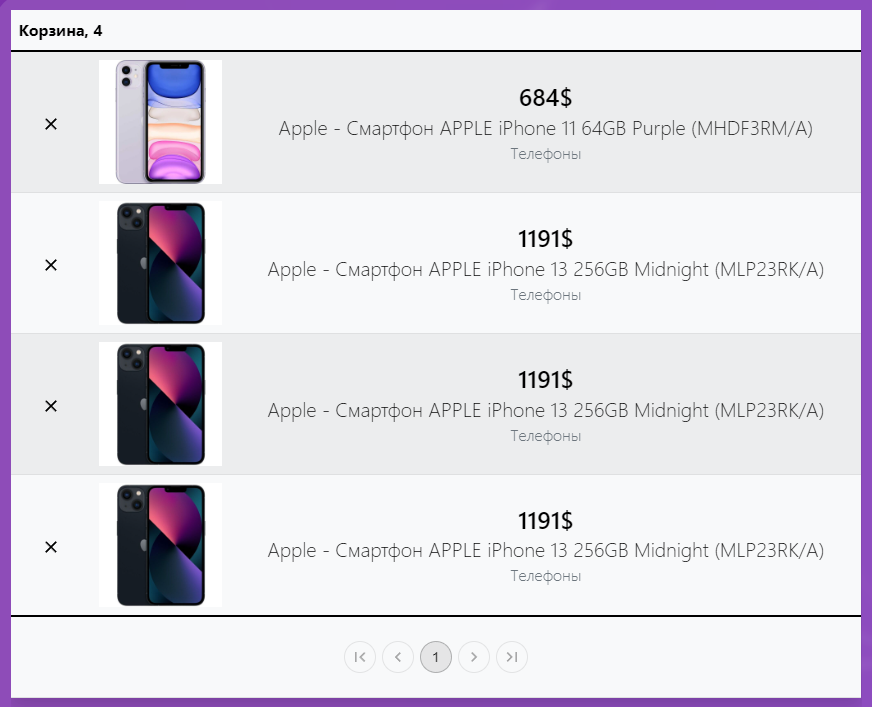 Корзина, 4
684$
Apple - Смартфон APPLE iPhone 11 64GB Purple (MHDF3RM/A)
Телефоны
1191$
Apple - Смартфон APPLE iPhone 13 256GB Midnight (MLP23RK/A)
Телефоны
1191$
Apple - Смартфон APPLE iPhone 13 256GB Midnight (MLP23RK/A)
Телефоны
1191$
Apple - Смартфон APPLE iPhone 13 256GB Midnight (MLP23RK/A)
Телефоны
1